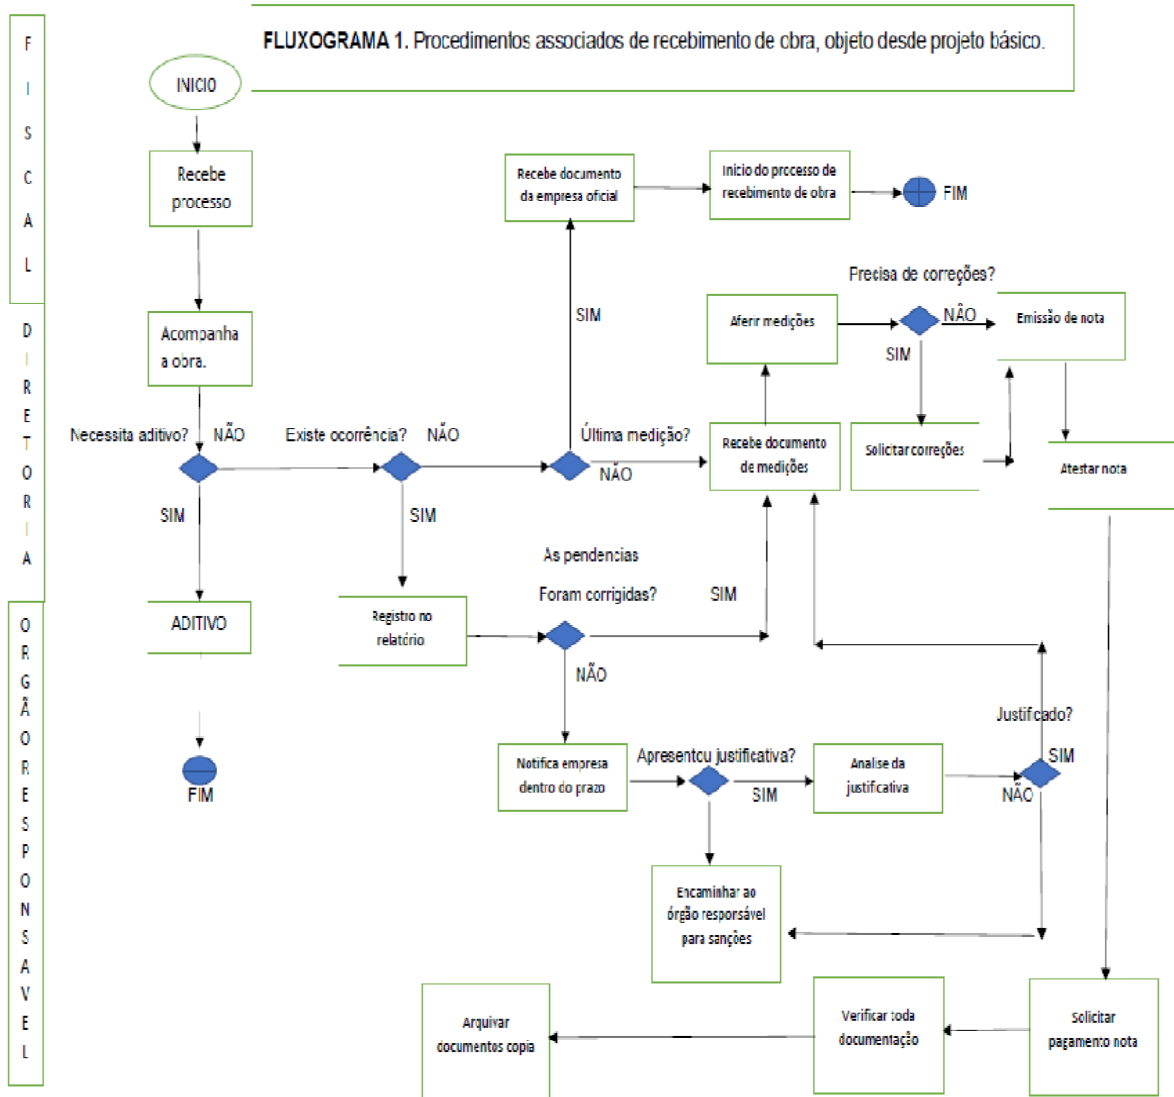 FLUXOGRAMA 1. Procedimentos associados de recebimento de obra, objeto desde projeto básico.
F
I
S
C
A
L
D
I
R
E
T
O
R
I
A
O
R
G
Ã
O
R
E
S
P
O
N
S
A
V
E
L
INICIO
Recebe
processo
Acompanha
a obra.
Necessita aditivo?
NÃO
SIM
ADITIVO
FIM
Existe ocorrência?
NÃO
SIM
Registro no
relatório
Última medição?
SIM
NÃO
Recebe documento
da empresa oficial
Início do processo de
recebimento de obra
FIM
Recebe documento
de medições
Aferir medições
Precisa de correções?
NÃO
SIM
Solicitar correções
Emissão de nota
Atestar nota
As pendencias
Foram corrigidas?
SIM
NÃO
Notifica empresa
dentro do prazo
Apresentou justificativa?
SIM
Analise da
justificativa
Justificado?
SIM
NÃO
Encaminhar ao
órgão responsável
para sanções
Solicitar
pagamento nota
Verificar toda
documentação
Arquivar
documentos copia